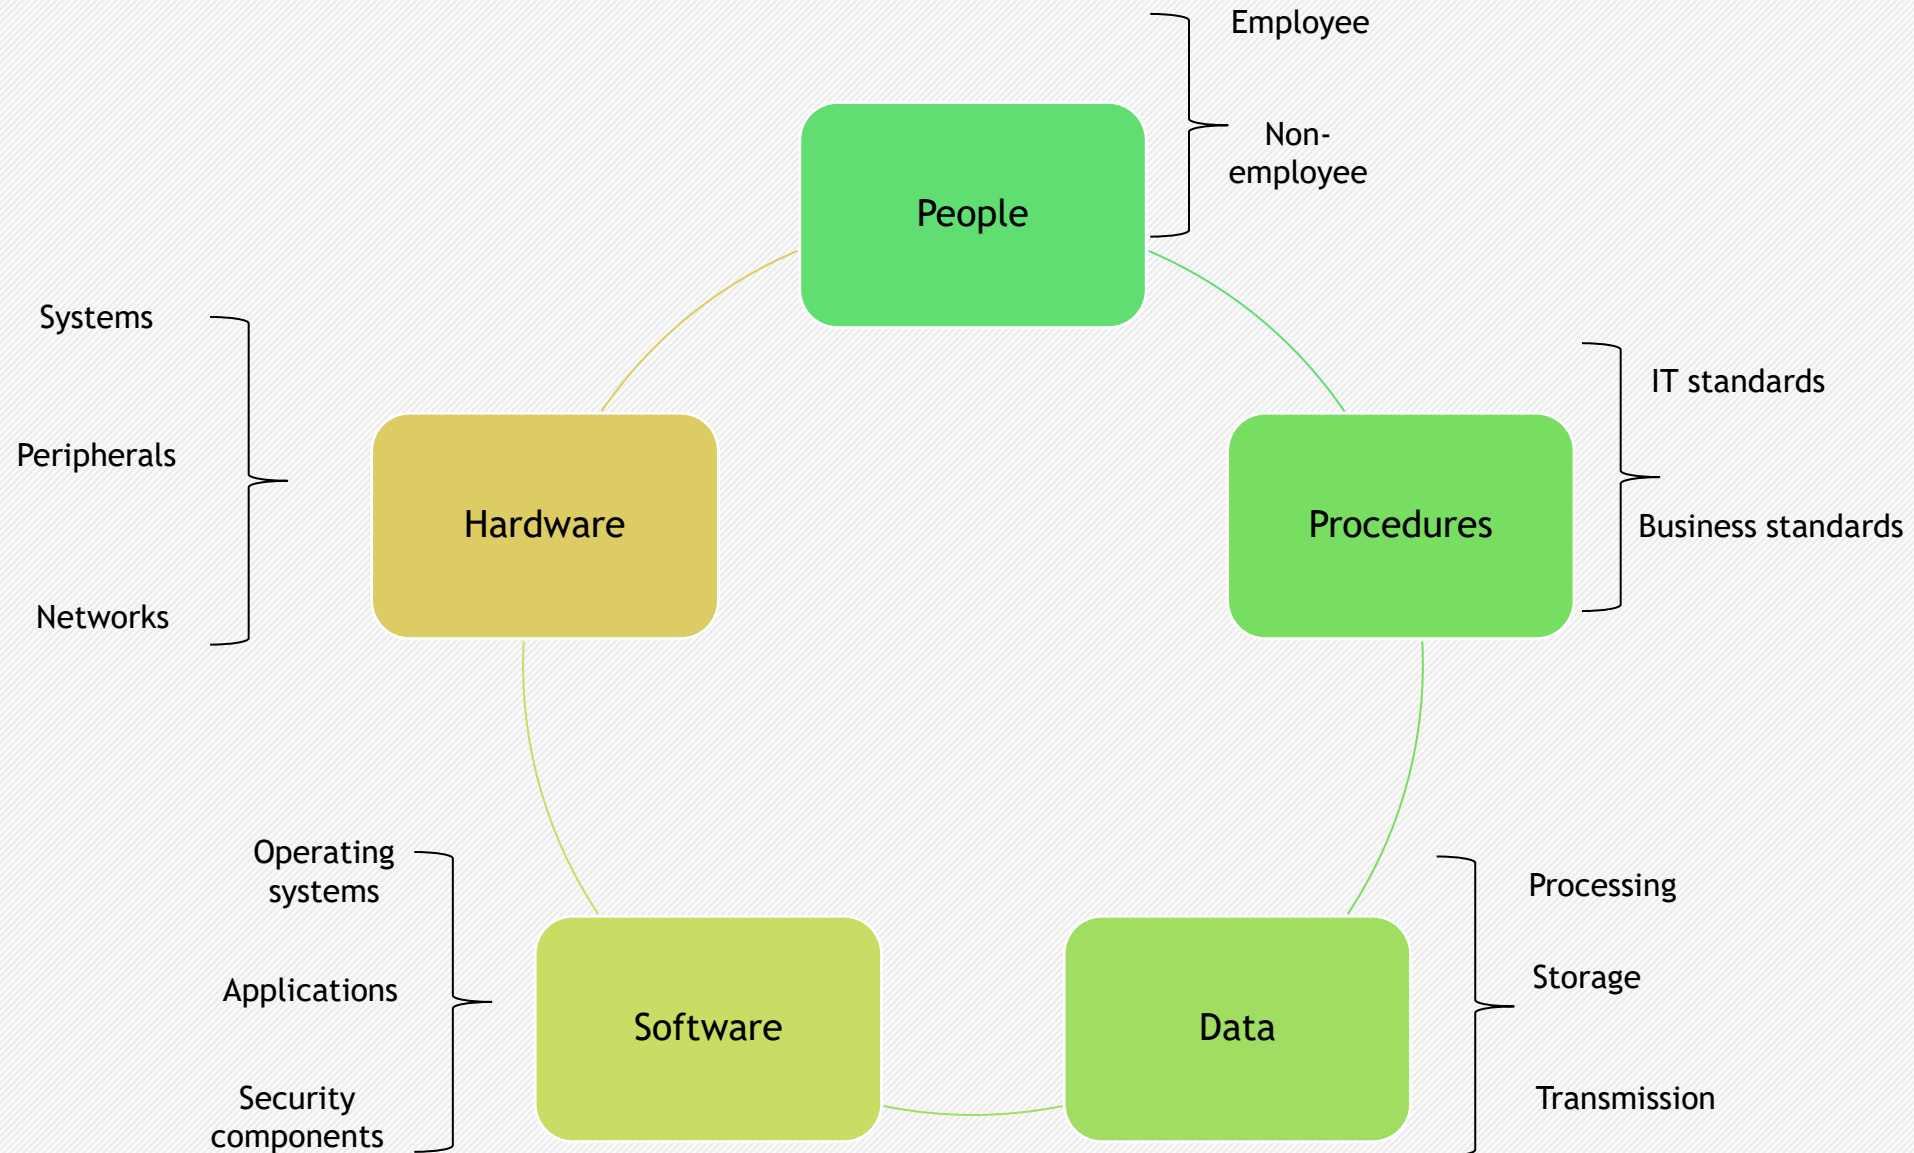 Employee
Non-
employee
People
Systems
Peripherals
Networks
Hardware
IT standards
Business standards
Procedures
Operating
systems
Applications
Security
components
Software
Processing
Storage
Transmission
Data